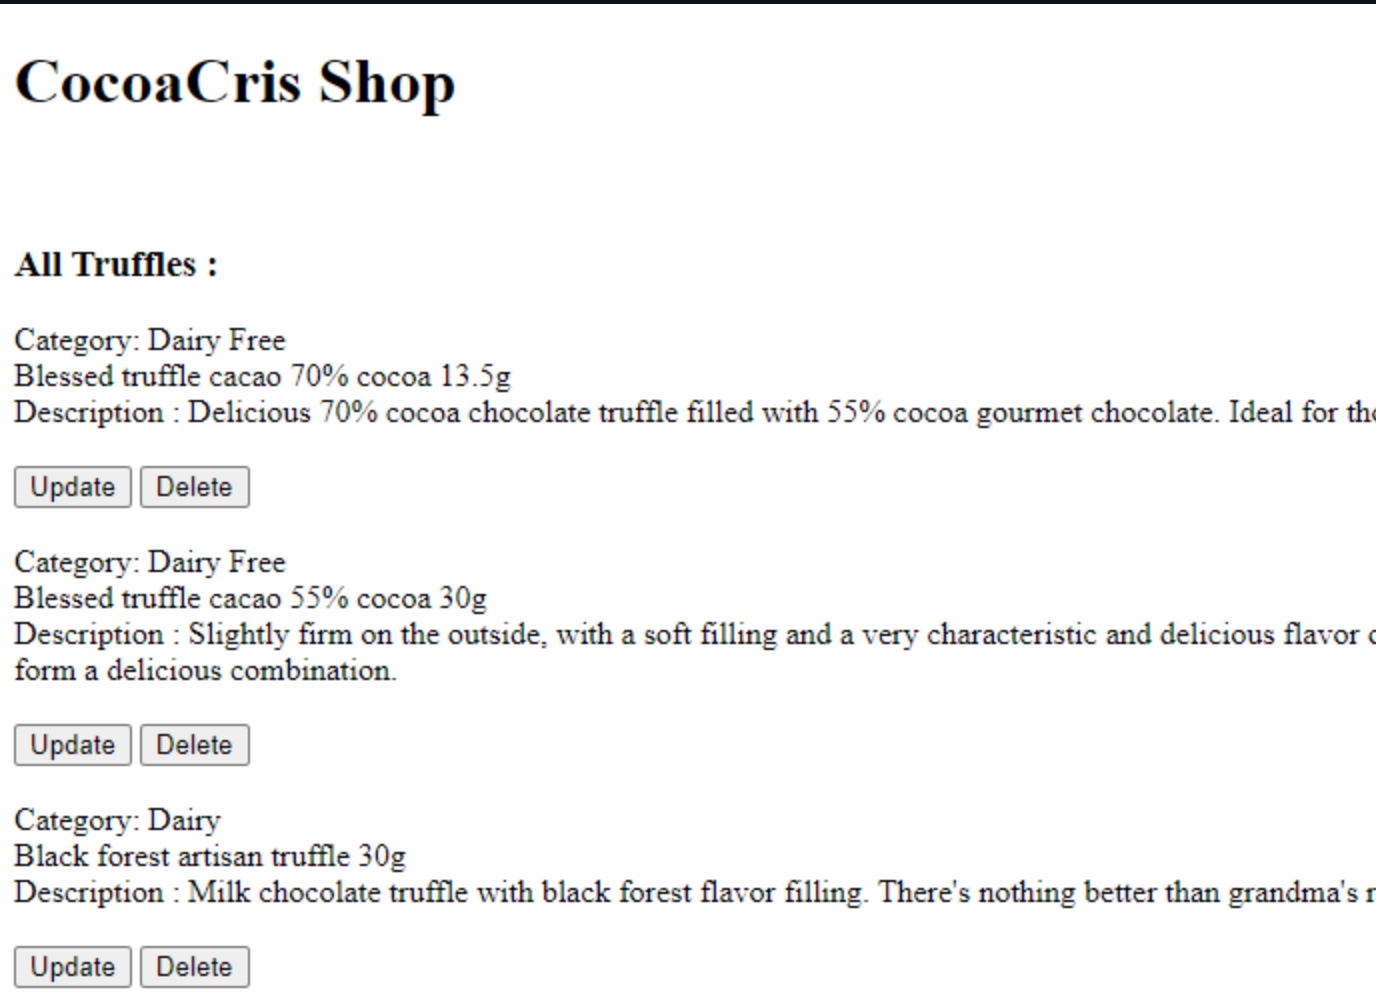 CocoaCris Shop
All Truffles :
Category: Dairy Free
Blessed truffle cacao 70% cocoa 13.5g
Description : Delicious 70% cocoa chocolate truffle filled with 55% cocoa gourmet chocolate. Ideal for
Update Delete
Category: Dairy Free
Blessed truffle cacao 55% cocoa 30g
Description : Slightly firm on the outside, with a soft filling and a very characteristic and delicious flavor
form a delicious combination.
Update Delete
Category: Dairy
Black forest artisan truffle 30g
Description : Milk chocolate truffle with black forest flavor filling. There's nothing better than grandma's
Update Delete